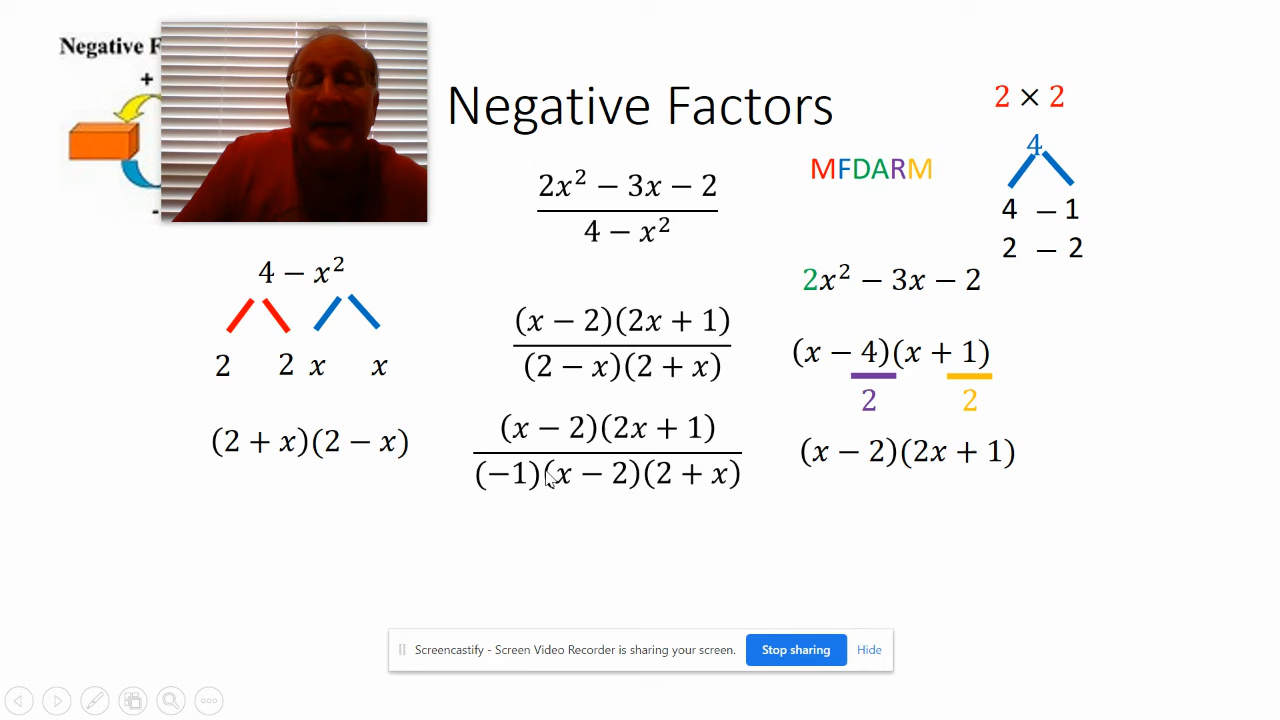 Negative F
+
-
Negative Factors
2 × 2
MFDARM
4
4 − 1
2 − 2
2x² − 3x − 2
4 − x²
4 − x²
2 2 x x
(2 + x)(2 − x)
(x − 2)(2x + 1)
(2 − x)(2 + x)
(x − 2)(2x + 1)
(−1)(x − 2)(2 + x)
2x² − 3x − 2
(x − 4)(x + 1)
2 2
(x − 2)(2x + 1)
Screencastify - Screen Video Recorder is sharing your screen.
Stop sharing
Hide